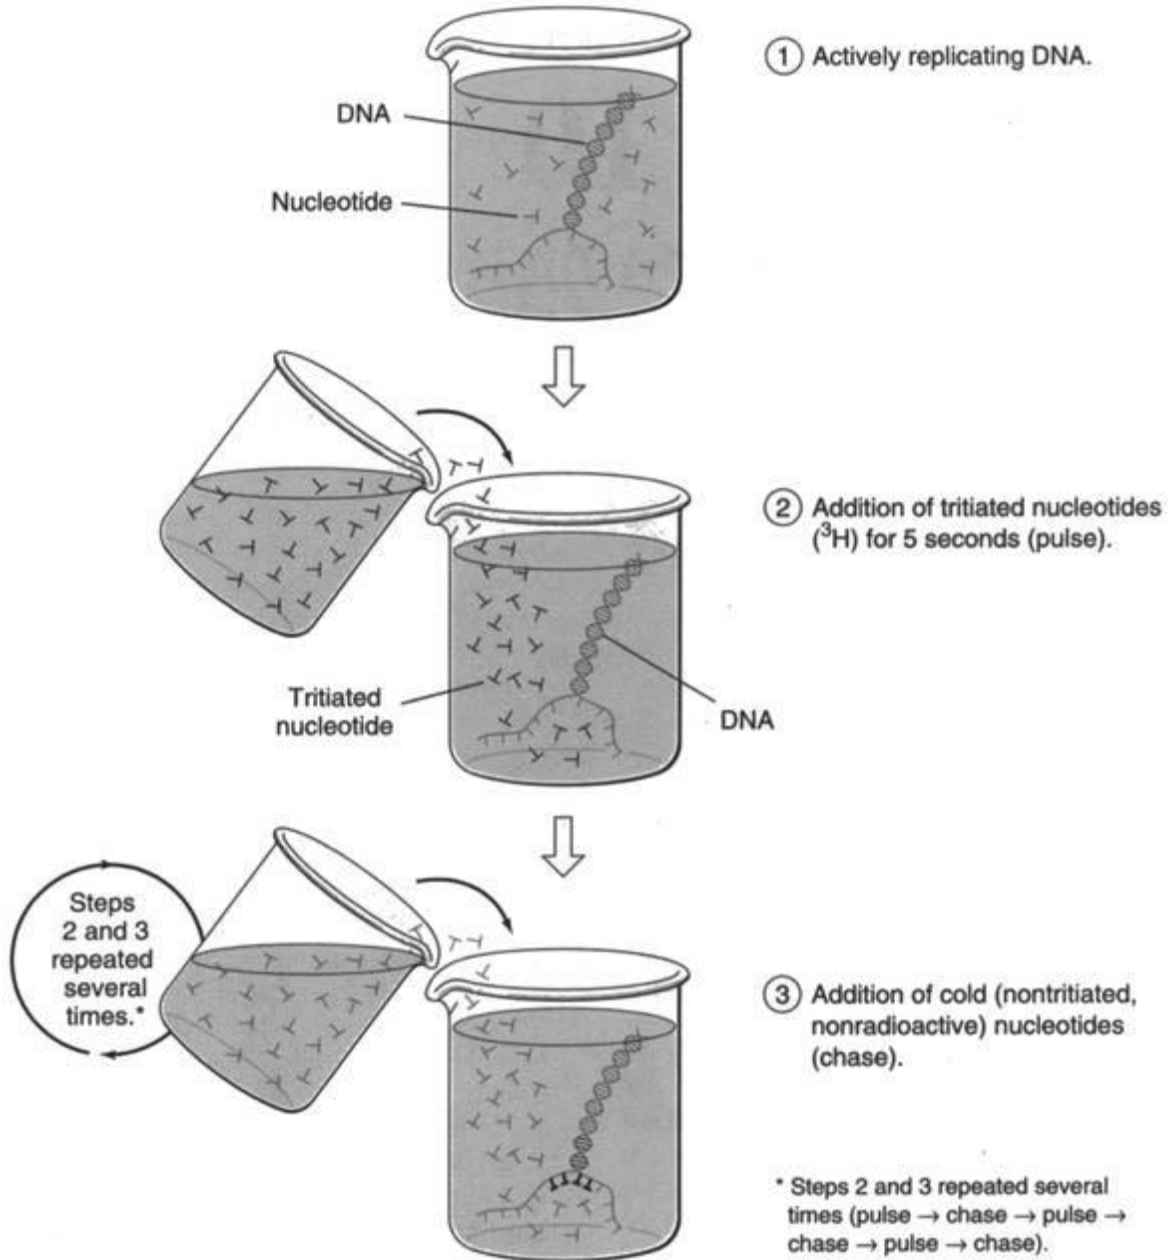 ① Actively replicating DNA.
DNA
Nucleotide
② Addition of tritiated nucleotides
(³H) for 5 seconds (pulse).
Tritiated
nucleotide
DNA
Steps
2 and 3
repeated
several
times.*
③ Addition of cold (nontritiated,
nonradioactive) nucleotides
(chase).
* Steps 2 and 3 repeated several
times (pulse → chase → pulse →
chase → pulse → chase).